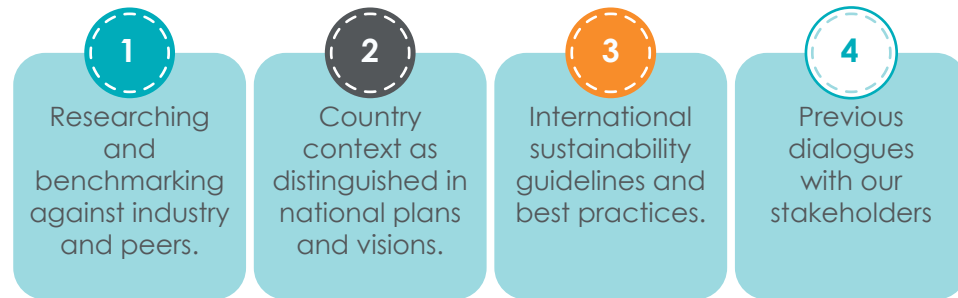 1
Researching
and
benchmarking
against industry
and peers.
2
Country
context as
distinguished in
national plans
and visions.
3
International
sustainability
guidelines and
best practices.
4
Previous
dialogues
with our
stakeholders